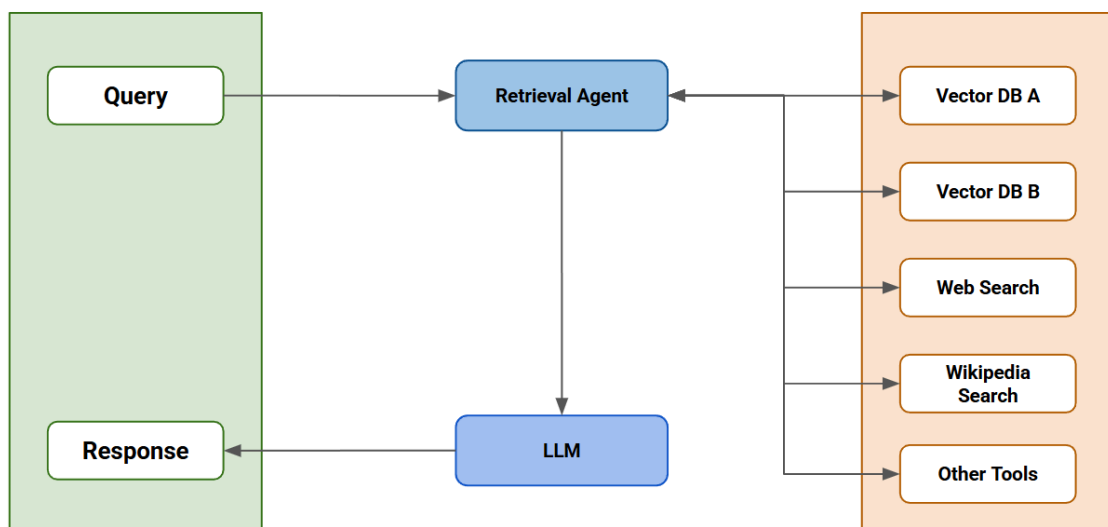 Query
Retrieval Agent
Vector DB A
Vector DB B
Web Search
Wikipedia
Search
Response
LLM
Other Tools